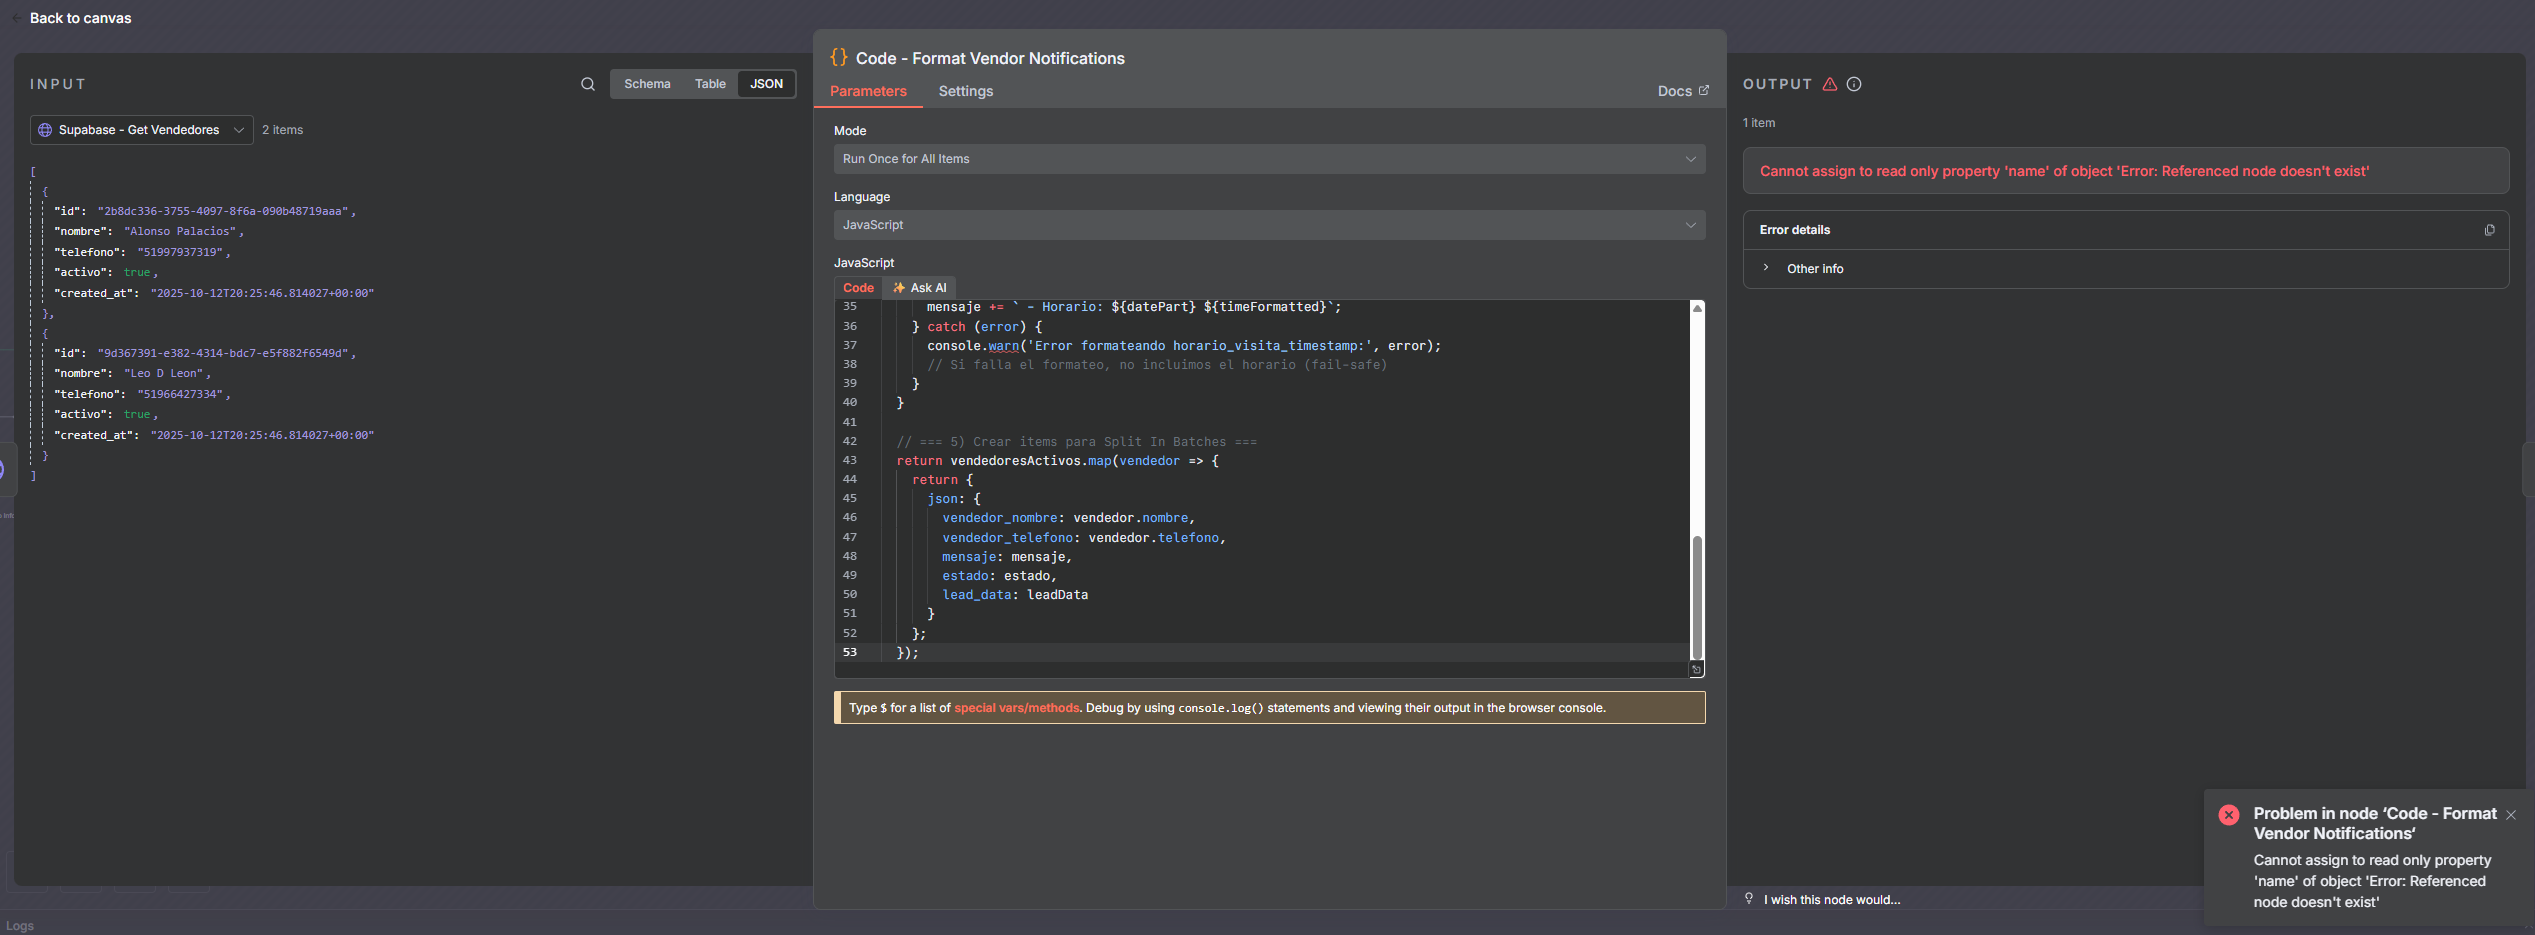 Back to canvas
INPUT
Schema Table JSON
Supabase - Get Vendedores 2 items
[
{
"id": "2b8dc336-3755-4097-8f6a-090b48719aaa",
"nombre": "Alonso Palacios",
"telefono": "51997937319",
"activo": true,
"created_at": "2025-10-12T20:25:46.814027+00:00"
},
{
"id": "9d367391-e382-4314-bdc7-e5f882f6549d",
"nombre": "Leo D Leon",
"telefono": "51966427334",
"activo": true,
"created_at": "2025-10-12T20:25:46.814027+00:00"
}
]
{} Code - Format Vendor Notifications
Parameters Settings Docs
Mode
Run Once for All Items
Language
JavaScript
JavaScript
Code Ask AI
35 mensaje += ` - Horario: ${datePart} ${timeFormatted}`;
36 } catch (error) {
37 console.warn('Error formateando horario_visita_timestamp:', error);
38 // Si falla el formateo, no incluimos el horario (fail-safe)
39 }
40 }
41
42 // === 5) Crear items para Split In Batches ===
43 return vendedoresActivos.map(vendedor => {
44 return {
45 json: {
46 vendedor_nombre: vendedor.nombre,
47 vendedor_telefono: vendedor.telefono,
48 mensaje: mensaje,
49 estado: estado,
50 lead_data: leadData
51 }
52 };
53 });
Type $ for a list of special vars/methods. Debug by using console.log() statements and viewing their output in the browser console.
OUTPUT
1 item
Cannot assign to read only property 'name' of object 'Error: Referenced node doesn't exist'
Error details
Other info
I wish this node would...
Problem in node ‘Code - Format
Vendor Notifications‘
Cannot assign to read only property
'name' of object 'Error: Referenced
node doesn't exist'
Logs